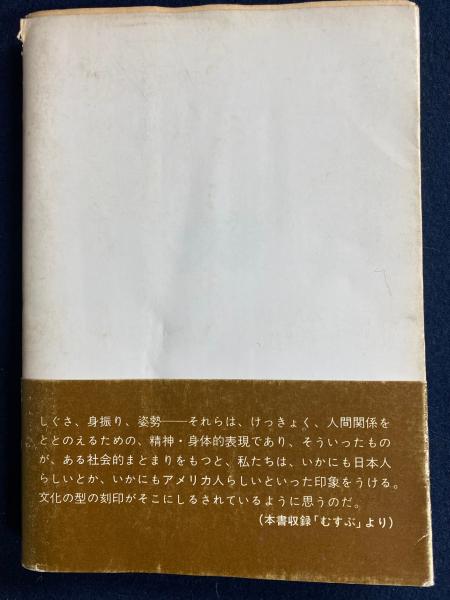 しぐさ、身振り、姿勢——それらは、けっきょく、人間関係を
ととのえるための、精神・身体的表現であり、そういったもの
が、ある社会的まとまりをもつと、私たちは、いかにも日本人
らしいとか、いかにもアメリカ人らしいといった印象をうける。
文化の型の刻印がそこにしるされているように思うのだ。
(本書収録「むすぶ」より)